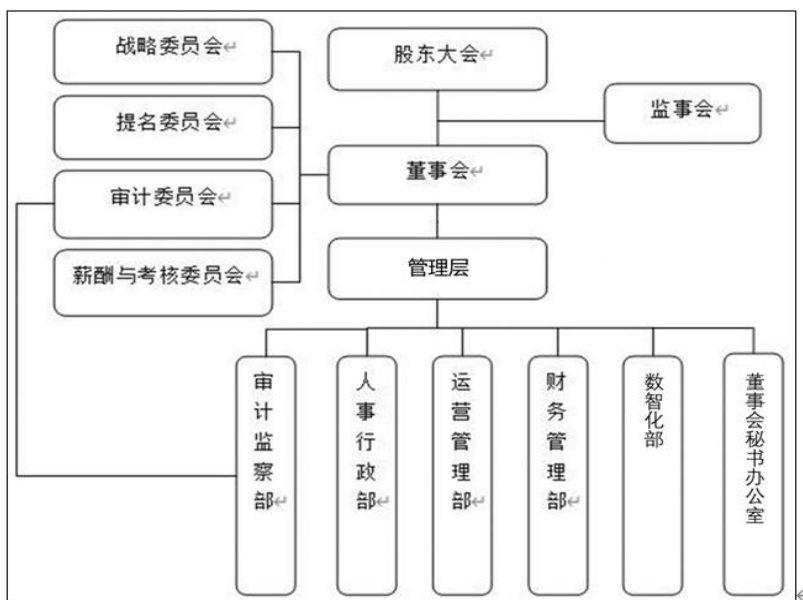 战略委员会
股东大会
提名委员会
监事会
董事会
审计委员会
管理层
薪酬与考核委员会
审计监察部
人事行政部
运营管理部
财务管理部
数智化部
董事会秘书办公室